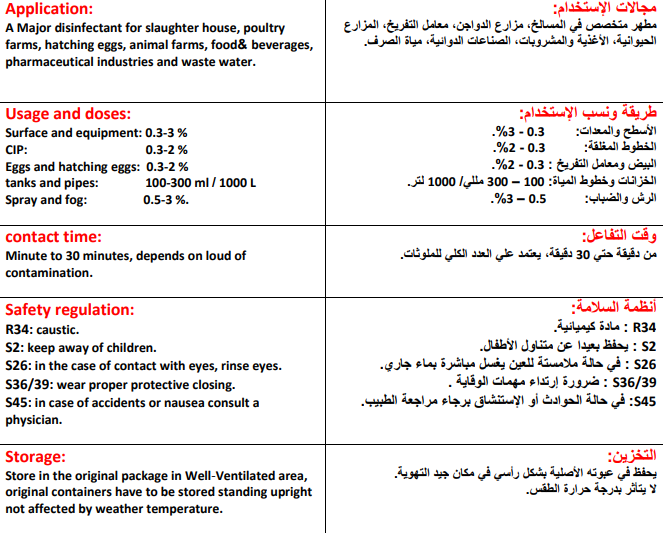 Application:
A Major disinfectant for slaughter house, poultry
farms, hatching eggs, animal farms, food& beverages,
pharmaceutical industries and waste water.
مجالات الإستخدام:
مطهر متخصص في المسالخ، مزارع الدواجن، معامل التفريخ، المزارع
الحيوانية، الأغذية والمشروبات، الصناعات الدوائية، مياة الصرف.
Usage and doses:
Surface and equipment: 0.3-3 %
CIP: 0.3-2 %
Eggs and hatching eggs: 0.3-2 %
tanks and pipes: 100-300 ml / 1000 L
Spray and fog: 0.5-3 %.
طريقة ونسب الإستخدام:
الأسطح والمعدات: 0.3 - 3%.
الخطوط المغلقة: 0.3 - 2%.
البيض ومعامل التفريخ : 0.3 - 2%.
الخزانات وخطوط المياة: 100 – 300 مللي/ 1000 لتر.
الرش والضباب: 0.5 – 3%.
contact time:
Minute to 30 minutes, depends on loud of
contamination.
وقت التفاعل:
من دقيقة حتي 30 دقيقة، يعتمد علي العدد الكلي للملوثات.
Safety regulation:
R34: caustic.
S2: keep away of children.
S26: in the case of contact with eyes, rinse eyes.
S36/39: wear proper protective closing.
S45: in case of accidents or nausea consult a
physician.
أنظمة السلامة:
R34 : مادة كيميائية.
S2 : يحفظ بعيدا عن متناول الأطفال.
S26 : في حالة ملامستة للعين يغسل مباشرة بماء جاري.
S36/39 : ضرورة إرتداء مهمات الوقاية .
S45: في حالة الحوادث أو الإستنشاق برجاء مراجعة الطبيب.
Storage:
Store in the original package in Well-Ventilated area,
original containers have to be stored standing upright
not affected by weather temperature.
التخزين:
يحفظ في عبوته الأصلية بشكل رأسي في مكان جيد التهوية.
لا يتأثر بدرجة حرارة الطقس.